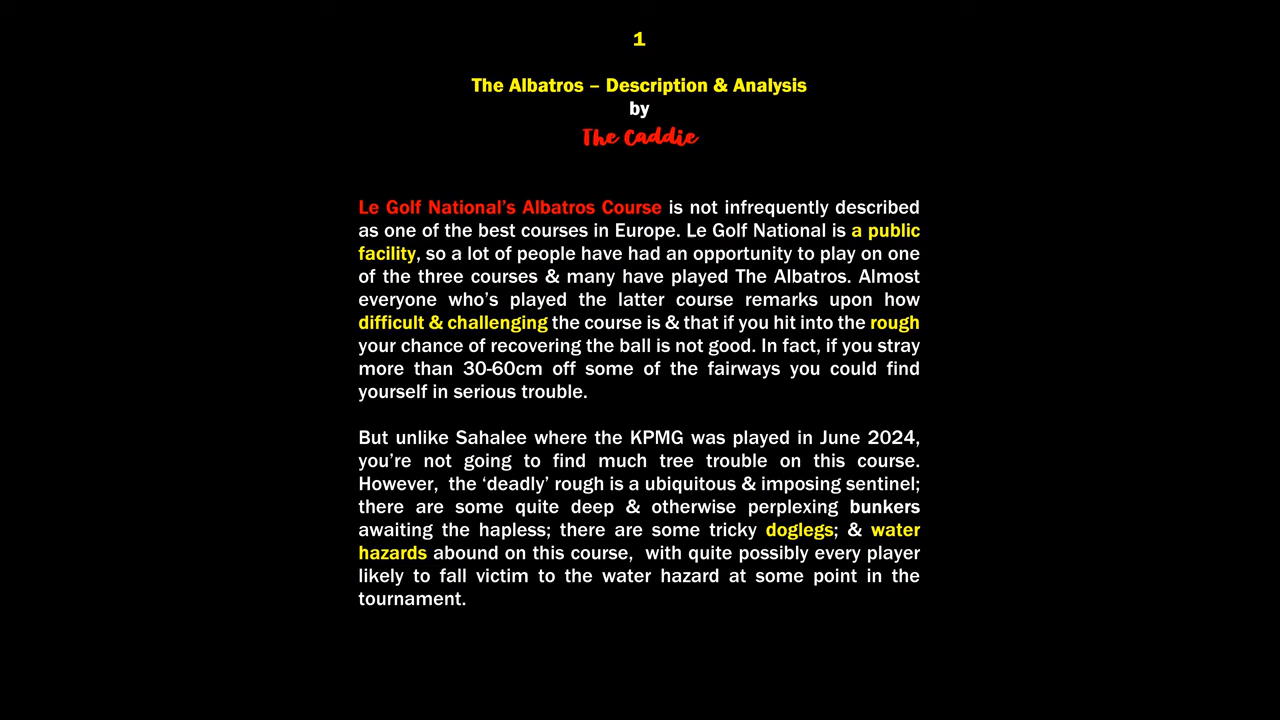 1
The Albatros – Description & Analysis
by
The Caddie
Le Golf National’s Albatros Course is not infrequently described
as one of the best courses in Europe. Le Golf National is a public
facility, so a lot of people have had an opportunity to play on one
of the three courses & many have played The Albatros. Almost
everyone who’s played the latter course remarks upon how
difficult & challenging the course is & that if you hit into the rough
your chance of recovering the ball is not good. In fact, if you stray
more than 30-60cm off some of the fairways you could find
yourself in serious trouble.
But unlike Sahalee where the KPMG was played in June 2024,
you’re not going to find much tree trouble on this course.
However, the ‘deadly’ rough is a ubiquitous & imposing sentinel;
there are some quite deep & otherwise perplexing bunkers
awaiting the hapless; there are some tricky doglegs; & water
hazards abound on this course, with quite possibly every player
likely to fall victim to the water hazard at some point in the
tournament.